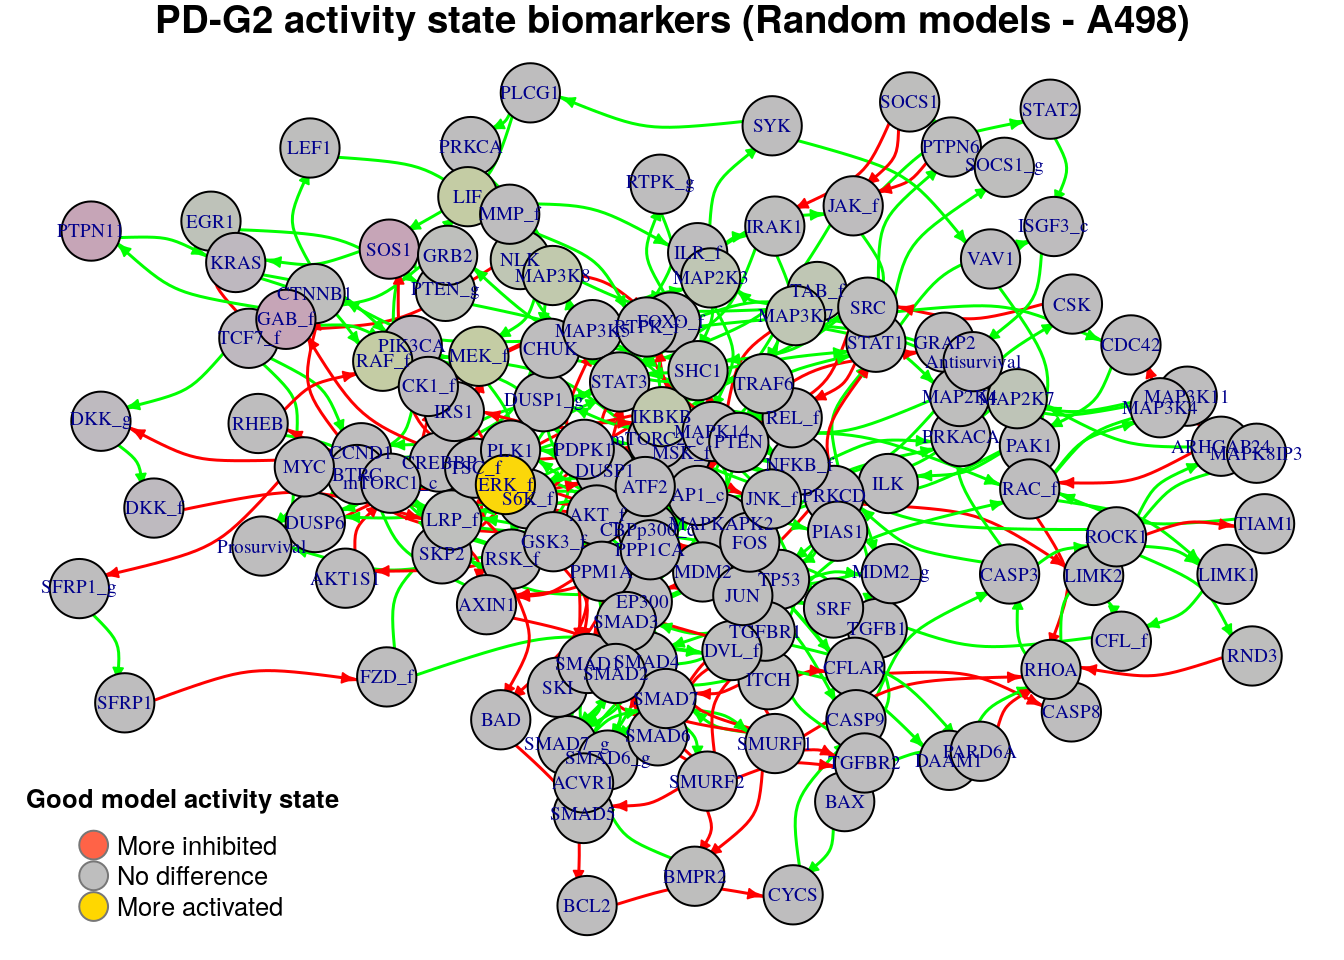 PD-G2 activity state biomarkers (Random models - A498)
PLCG1
SOCS1
STAT2
SYK
LEF1
PRKCA
PTPN6
SOCS1_g
RTPK_g
LIF
MMP_f
JAK_f
EGR1
PTPN11
IRAK1
ISGF3_c
SOS1
KRAS
GRB2
ILR_f
VAV1
NLK
MAP3K8
MAP2K3
PTEN_g
CTNNB1
TAB_f
CSK
SRC
GAB_f
MAP3K7
FOXO_f
RTPK_f
MAP3K5
TCF7_f
PIK3CA
STAT1
GRAP2
CDC42
CHUK
MEK_f
RAF_f
Antisurvival
SHC1
STAT3
TRAF6
CK1_f
MAP2K4
MAP2K7
MAP3K11
DUSP1_g
MAP3K4
IRS1
IKBKB
RELA_f
DKK_g
RHEB
MAPK14
mTORC2_c
PTEN
PRKACA
PAK1
ARHGAP24
MAPK8IP3
CCND1
PLK1
PDPK1
MSK_f
NFKB_f
MYC
CREBBP
TSC_f
DUSP1
BTRC
mTORC1_c
ERK_f
S6K_f
ATF2
AP1_c
JNK_f
PRKCD
ILK
RAC_f
DKK_f
DUSP6
LRP_f
AKT_f
CBPp300_c
MAPKAPK2
PIAS1
ROCK1
TIAM1
Prosurvival
SKP2
GSK3_f
PPP1CA
FOS
RSK_f
PPM1A
MDM2
TP53
MDM2_g
CASP3
LIMK2
LIMK1
AKT1S1
SFRP1_g
AXIN1
EP300
JUN
SRF
SMAD3
TGFBR1
TGFB1
CFL_f
DVL_f
RND3
SMAD1
SMAD4
SMAD2
CFLAR
RHOA
FZD_f
SKI
ITCH
SFRP1
SMAD7
BAD
CASP9
CASP8
SMAD7_g
SMAD6
SMURF1
SMAD6_g
TGFBR2
DAAM1
PARD6A
ACVR1
SMURF2
BAX
SMAD5
BMPR2
CYCS
BCL2
Good model activity state
More inhibited
No difference
More activated